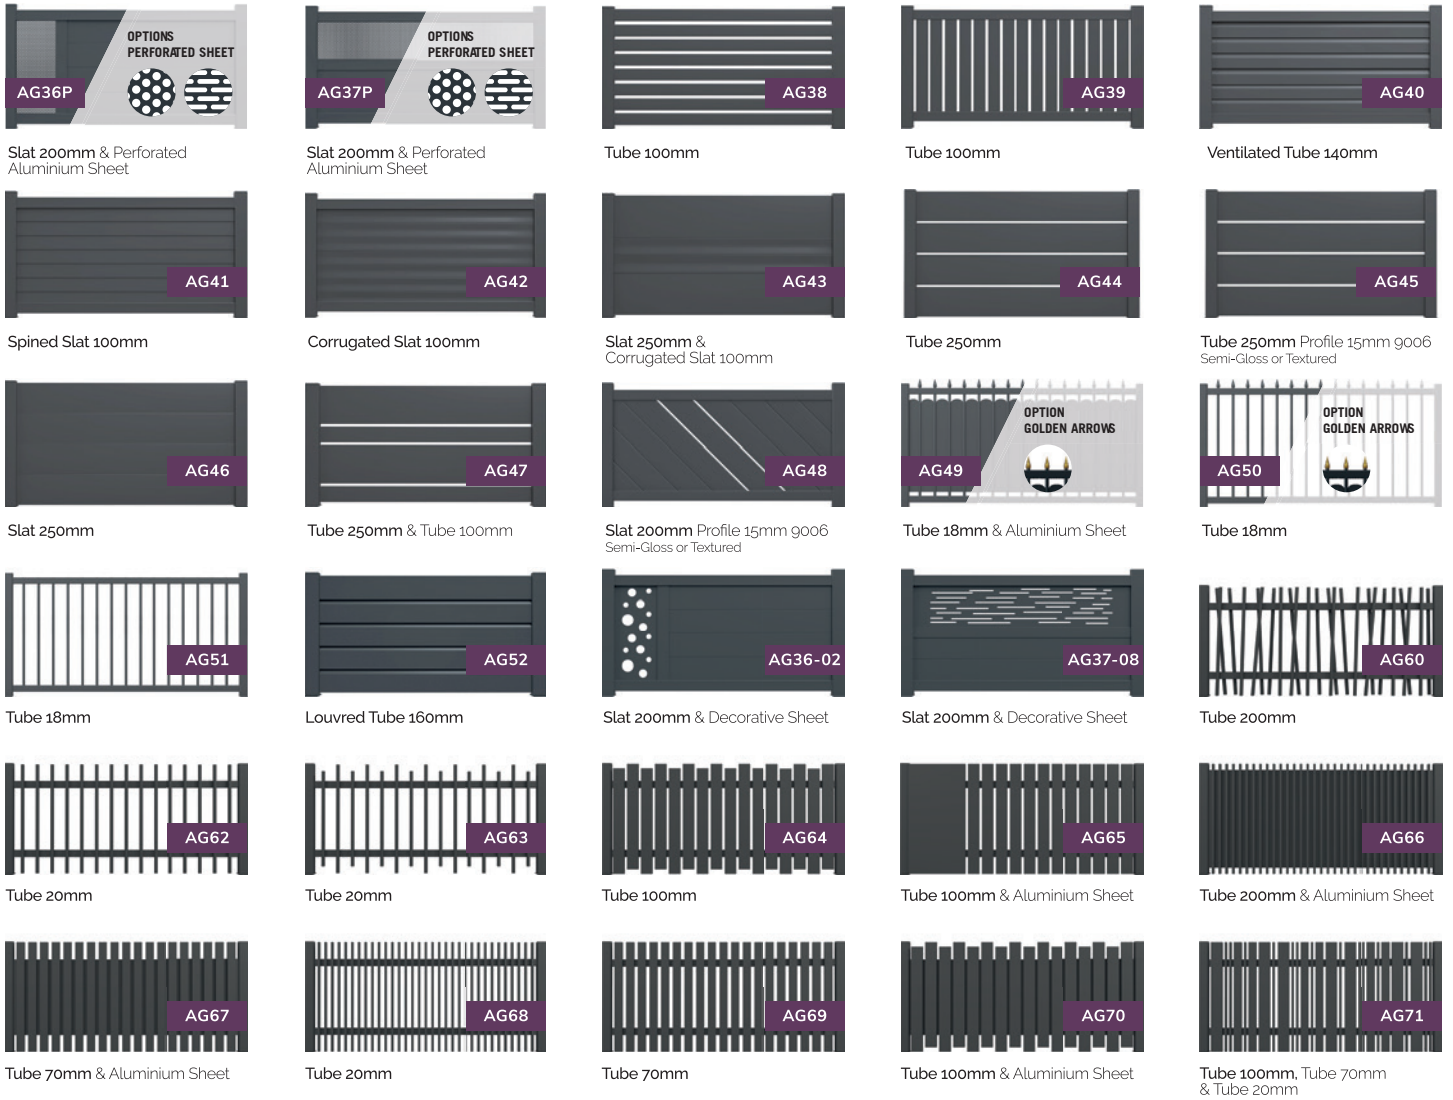 OPTIONS
PERFORATED SHEET
AG36P
Slat 200mm & Perforated
Aluminium Sheet
OPTIONS
PERFORATED SHEET
AG37P
Slat 200mm & Perforated
Aluminium Sheet
AG38
Tube 100mm
AG39
Tube 100mm
AG40
Ventilated Tube 140mm
AG41
Spined Slat 100mm
AG42
Corrugated Slat 100mm
AG43
Slat 250mm &
Corrugated Slat 100mm
AG44
Tube 250mm
AG45
Tube 250mm Profile 15mm 9006
Semi-Gloss or Textured
AG46
Slat 250mm
AG47
Tube 250mm & Tube 100mm
AG48
Slat 200mm Profile 15mm 9006
Semi-Gloss or Textured
OPTION
GOLDEN ARROWS
AG49
Tube 18mm & Aluminium Sheet
OPTION
GOLDEN ARROWS
AG50
Tube 18mm
AG51
Tube 18mm
AG52
Louvred Tube 160mm
AG36-02
Slat 200mm & Decorative Sheet
AG37-08
Slat 200mm & Decorative Sheet
AG60
Tube 200mm
AG62
Tube 20mm
AG63
Tube 20mm
AG64
Tube 100mm
AG65
Tube 100mm & Aluminium Sheet
AG66
Tube 200mm & Aluminium Sheet
AG67
Tube 70mm & Aluminium Sheet
AG68
Tube 20mm
AG69
Tube 70mm
AG70
Tube 100mm & Aluminium Sheet
AG71
Tube 100mm, Tube 70mm
& Tube 20mm